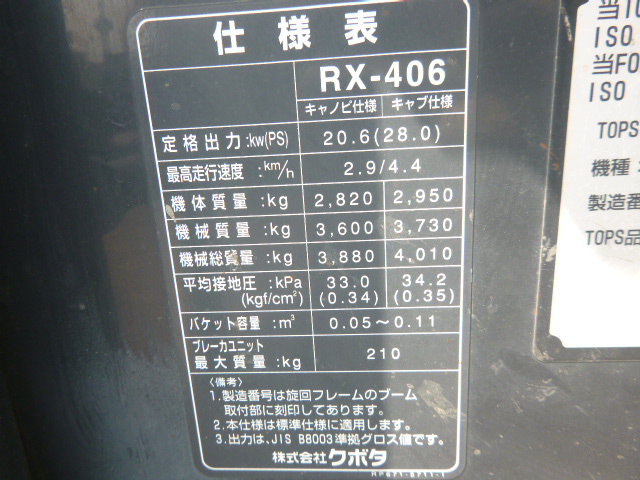 仕様表
RX-406
キャノピ仕様 キャブ仕様
定格出力:kw(PS) 20.6(28.0)
最高走行速度:km/h 2.9/4.4
機体質量:kg 2,820 2,950
機械質量:kg 3,600 3,730
機械総質量:kg 3,880 4,010
平均接地圧:kPa 33.0 34.2
(kgf/cm²) (0.34) (0.35)
バケット容量:m³ 0.05〜0.11
ブレーカユニット
最大質量:kg 210
〈備考〉
1.製造番号は旋回フレームのブーム
取付部に刻印してあります。
2.本仕様は標準仕様に適用します。
3.出力は、JIS B8003準拠グロス値です。
株式会社クボタ
ISO
当FO
ISO
TOPS
機種:
製造番
TOPS品